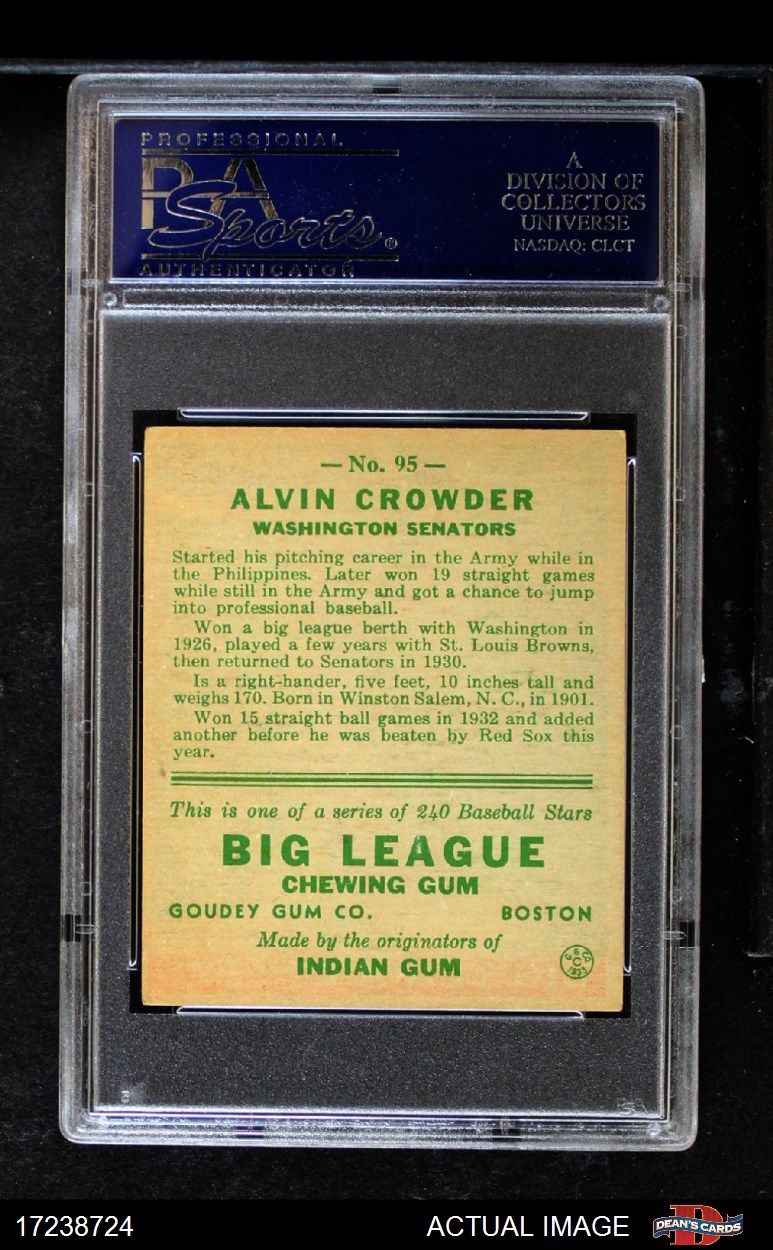 PROFESSIONAL
PSA
Sports®
AUTHENTICATOR
A
DIVISION OF
COLLECTORS
UNIVERSE
NASDAQ: CLCT
— No. 95 —
ALVIN CROWDER
WASHINGTON SENATORS
Started his pitching career in the Army while in
the Philippines. Later won 19 straight games
while still in the Army and got a chance to jump
into professional baseball.
Won a big league berth with Washington in
1926, played a few years with St. Louis Browns,
then returned to Senators in 1930.
Is a right-hander, five feet, 10 inches tall and
weighs 170. Born in Winston Salem, N. C., in 1901.
Won 15 straight ball games in 1932 and added
another before he was beaten by Red Sox this
year.
This is one of a series of 240 Baseball Stars
BIG LEAGUE
CHEWING GUM
GOUDEY GUM CO. BOSTON
Made by the originators of
INDIAN GUM
G. G. Co.
C
1933
17238724 ACTUAL IMAGE DEAN'S CARDS